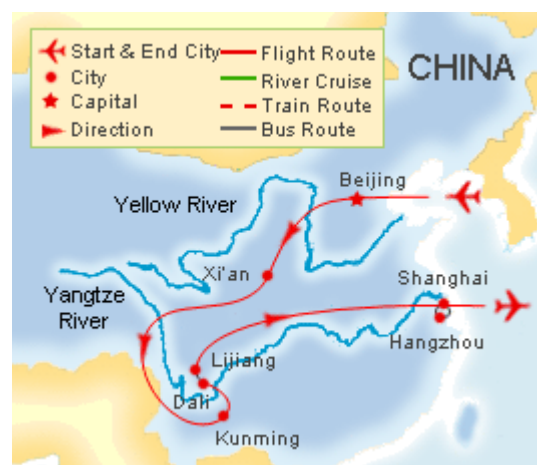 Start & End City
Flight Route
City
River Cruise
Capital
Train Route
Direction
Bus Route
CHINA
Beijing
Yellow River
Xi'an
Shanghai
Yangtze
River
Hangzhou
Lijiang
Dali
Kunming